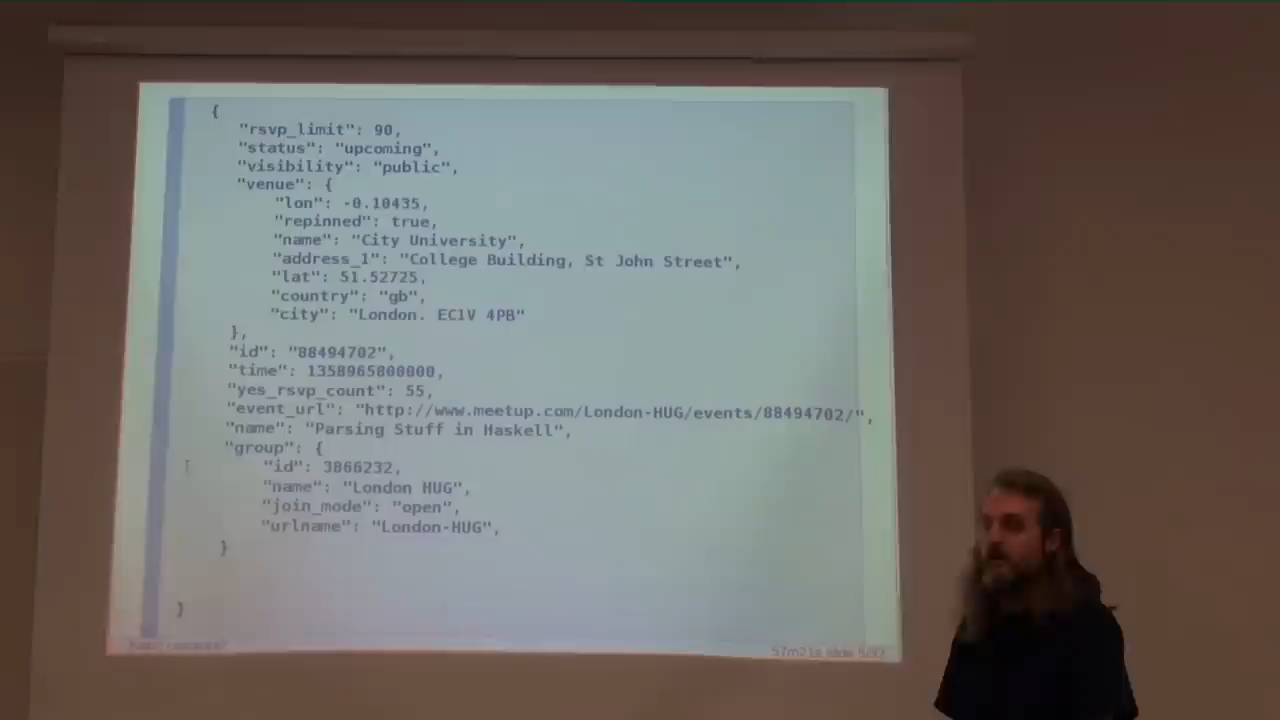 {
"rsvp_limit": 90,
"status": "upcoming",
"visibility": "public",
"venue": {
"lon": -0.10435,
"repinned": true,
"name": "City University",
"address_1": "College Building, St John Street",
"lat": 51.52725,
"country": "gb",
"city": "London. EC1V 4PB"
},
"id": "88494702",
"time": 1358965800000,
"yes_rsvp_count": 55,
"event_url": "http://www.meetup.com/London-HUG/events/88494702/",
"name": "Parsing Stuff in Haskell",
"group": {
"id": 3866232,
"name": "London HUG",
"join_mode": "open",
"urlname": "London-HUG",
}
}
57m21s slide